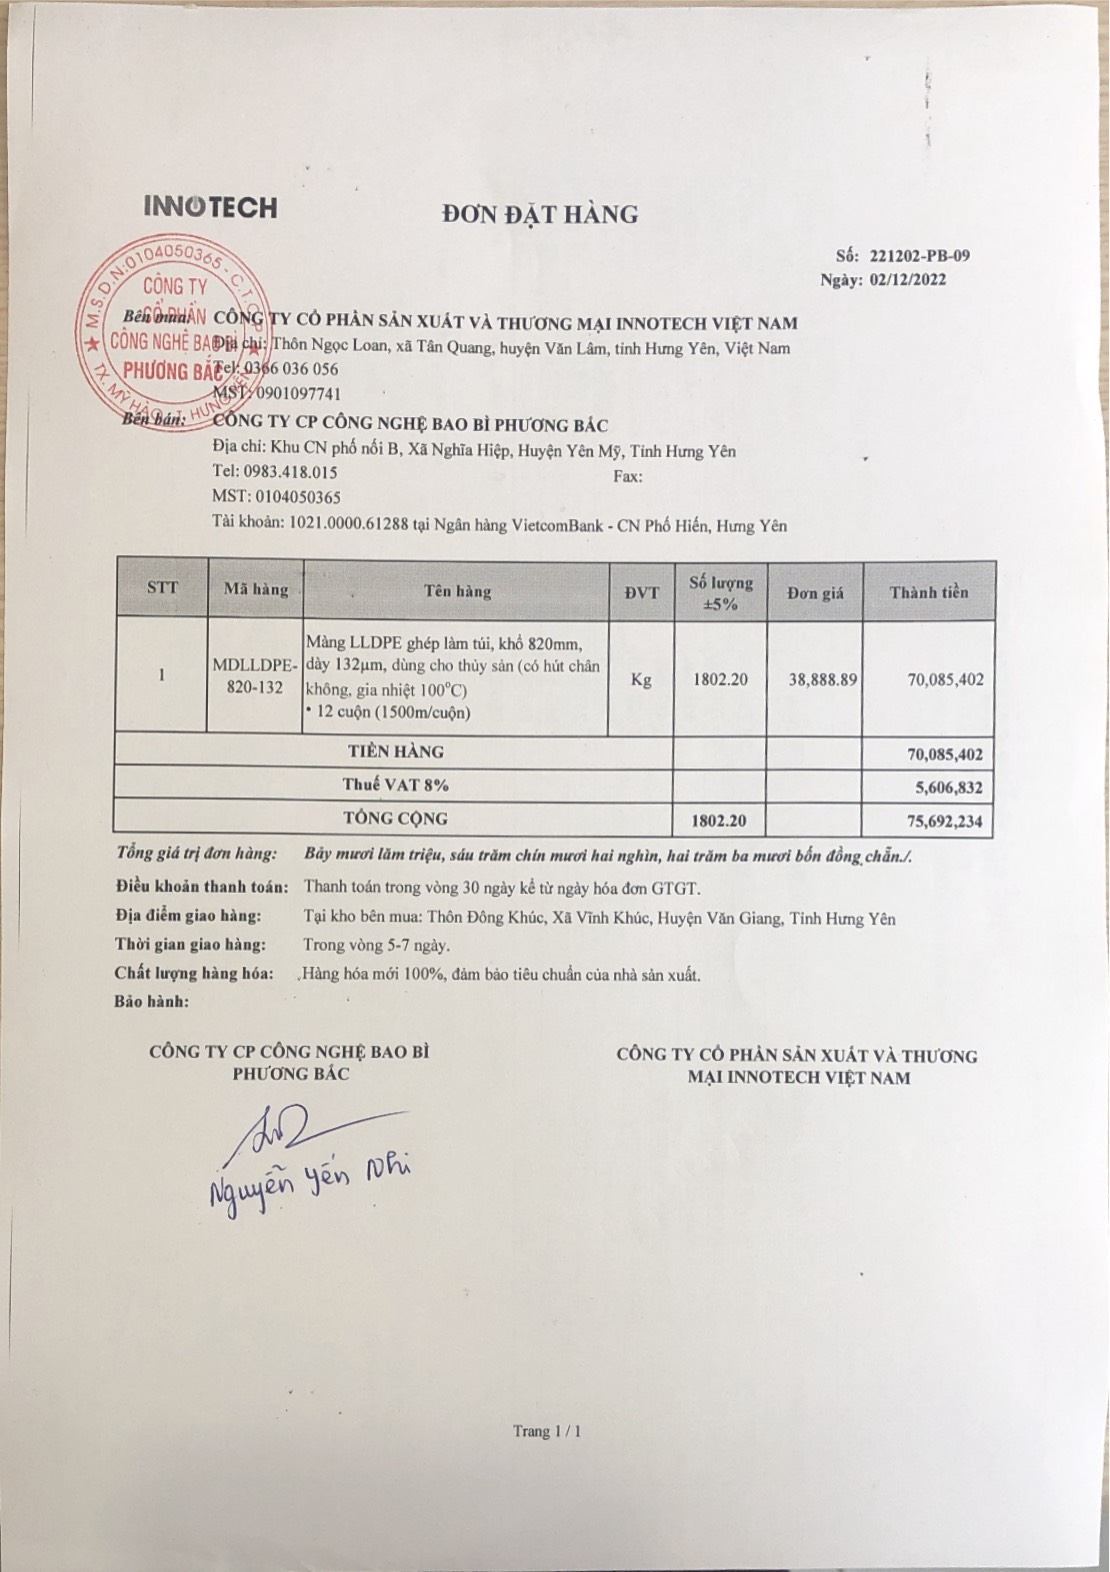 INNOTECH
ĐƠN ĐẶT HÀNG
Số: 221202-PB-09
Ngày: 02/12/2022
M.S.D.N:0104050365 - C.T.C.P
CÔNG TY
CỔ PHẦN
CÔNG NGHỆ BAO BÌ
PHƯƠNG BẮC
TX. MỸ HÀO - T. HƯNG YÊN
Bên mua: CÔNG TY CỔ PHẦN SẢN XUẤT VÀ THƯƠNG MẠI INNOTECH VIỆT NAM
Địa chỉ: Thôn Ngọc Loan, xã Tân Quang, huyện Văn Lâm, tỉnh Hưng Yên, Việt Nam
Tel: 0366 036 056
MST: 0901097741
Bên bán: CÔNG TY CP CÔNG NGHỆ BAO BÌ PHƯƠNG BẮC
Địa chỉ: Khu CN phố nối B, Xã Nghĩa Hiệp, Huyện Yên Mỹ, Tỉnh Hưng Yên
Tel: 0983.418.015 Fax:
MST: 0104050365
Tài khoản: 1021.0000.61288 tại Ngân hàng VietcomBank - CN Phố Hiến, Hưng Yên
STT Mã hàng Tên hàng ĐVT Số lượng ±5% Đơn giá Thành tiền
1 MDLLDPE-820-132 Màng LLDPE ghép làm túi, khổ 820mm,
dày 132µm, dùng cho thủy sản (có hút chân
không, gia nhiệt 100°C)
• 12 cuộn (1500m/cuộn) Kg 1802.20 38,888.89 70,085,402
TIỀN HÀNG 70,085,402
Thuế VAT 8% 5,606,832
TỔNG CỘNG 1802.20 75,692,234
Tổng giá trị đơn hàng: Bảy mươi lăm triệu, sáu trăm chín mươi hai nghìn, hai trăm ba mươi bốn đồng chẵn./.
Điều khoản thanh toán: Thanh toán trong vòng 30 ngày kể từ ngày hóa đơn GTGT.
Địa điểm giao hàng: Tại kho bên mua: Thôn Đông Khúc, Xã Vĩnh Khúc, Huyện Văn Giang, Tỉnh Hưng Yên
Thời gian giao hàng: Trong vòng 5-7 ngày.
Chất lượng hàng hóa: Hàng hóa mới 100%, đảm bảo tiêu chuẩn của nhà sản xuất.
Bảo hành:
CÔNG TY CP CÔNG NGHỆ BAO BÌ
PHƯƠNG BẮC
CÔNG TY CỔ PHẦN SẢN XUẤT VÀ THƯƠNG
MẠI INNOTECH VIỆT NAM
Nguyễn Yến Nhi
Trang 1 / 1